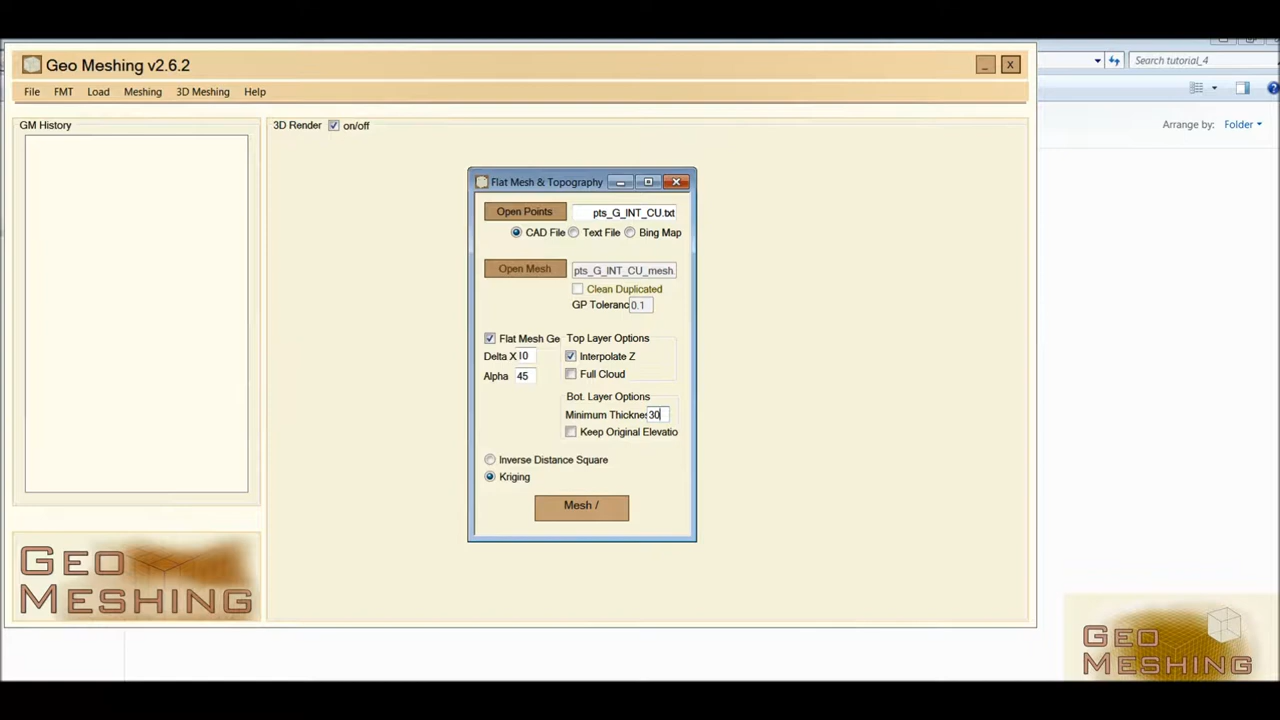 Geo Meshing v2.6.2
_ X
Search tutorial_4
File FMT Load Meshing 3D Meshing Help
Arrange by: Folder
GM History
3D Render on/off
Flat Mesh & Topography
Open Points pts_G_INT_CU.txt
CAD File Text File Bing Map
Open Mesh pts_G_INT_CU_mesh.
Clean Duplicated
GP Toleranc 0.1
Flat Mesh Ge Top Layer Options
Delta X 10 Interpolate Z
Alpha 45 Full Cloud
Bot. Layer Options
Minimum Thickne: 30
Keep Original Elevatio
Inverse Distance Square
Kriging
Mesh /
GEO
MESHING
GEO
MESHING